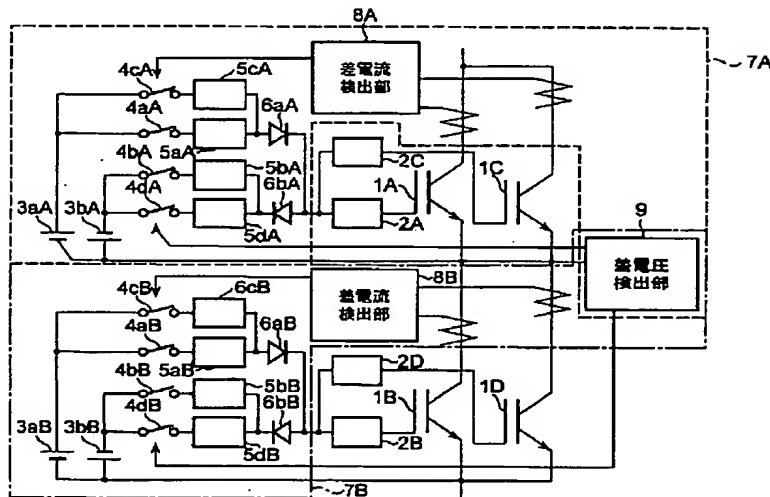 8A
差電流
検出部
7A
4cA
5cA
4aA
6aA
5aA
4bA
5bA
4dA
6bA
3aA
3bA
5dA
2C
1A
1C
2A
9
差電圧
検出部
8B
差電流
検出部
4cB
6cB
4aB
6aB
5aB
4bB
5bB
4dB
6bB
3aB
3bB
5dB
2D
1B
1D
2B
7B